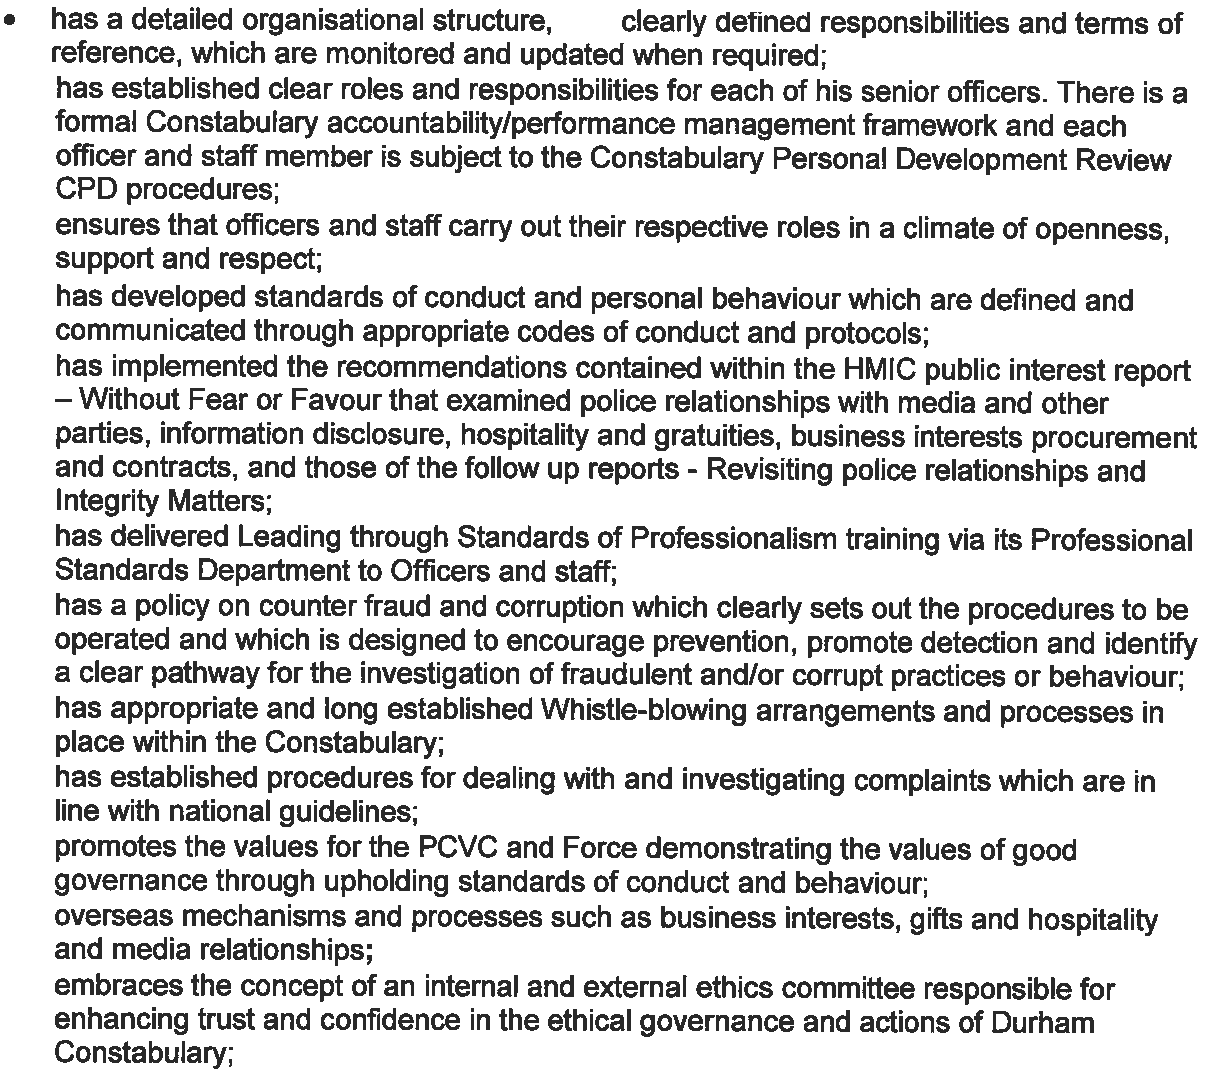 • has a detailed organisational structure, clearly defined responsibilities and terms of
reference, which are monitored and updated when required;
has established clear roles and responsibilities for each of his senior officers. There is a
formal Constabulary accountability/performance management framework and each
officer and staff member is subject to the Constabulary Personal Development Review
CPD procedures;
ensures that officers and staff carry out their respective roles in a climate of openness,
support and respect;
has developed standards of conduct and personal behaviour which are defined and
communicated through appropriate codes of conduct and protocols;
has implemented the recommendations contained within the HMIC public interest report
– Without Fear or Favour that examined police relationships with media and other
parties, information disclosure, hospitality and gratuities, business interests procurement
and contracts, and those of the follow up reports - Revisiting police relationships and
Integrity Matters;
has delivered Leading through Standards of Professionalism training via its Professional
Standards Department to Officers and staff;
has a policy on counter fraud and corruption which clearly sets out the procedures to be
operated and which is designed to encourage prevention, promote detection and identify
a clear pathway for the investigation of fraudulent and/or corrupt practices or behaviour;
has appropriate and long established Whistle-blowing arrangements and processes in
place within the Constabulary;
has established procedures for dealing with and investigating complaints which are in
line with national guidelines;
promotes the values for the PCVC and Force demonstrating the values of good
governance through upholding standards of conduct and behaviour;
overseas mechanisms and processes such as business interests, gifts and hospitality
and media relationships;
embraces the concept of an internal and external ethics committee responsible for
enhancing trust and confidence in the ethical governance and actions of Durham
Constabulary;